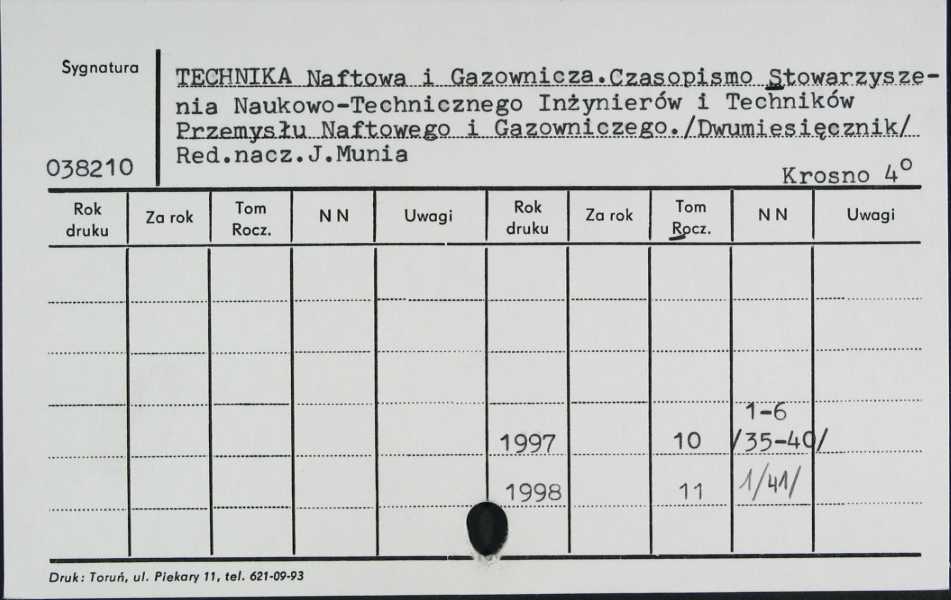 Sygnatura
TECHNIKA Naftowa i Gazownicza.Czasopismo Stowarzysze-
nia Naukowo-Technicznego Inżynierów i Techników
Przemysłu Naftowego i Gazowniczego./Dwumiesięcznik/
Red.nacz.J.Munia
038210
Krosno 4°
Rok druku Za rok Tom Rocz. N N Uwagi Rok druku Za rok Tom Rocz. N N Uwagi
1-6
1997 10 /35-40/
1998 11 1/41/
Druk: Toruń, ul. Piekary 11, tel. 621-09-93